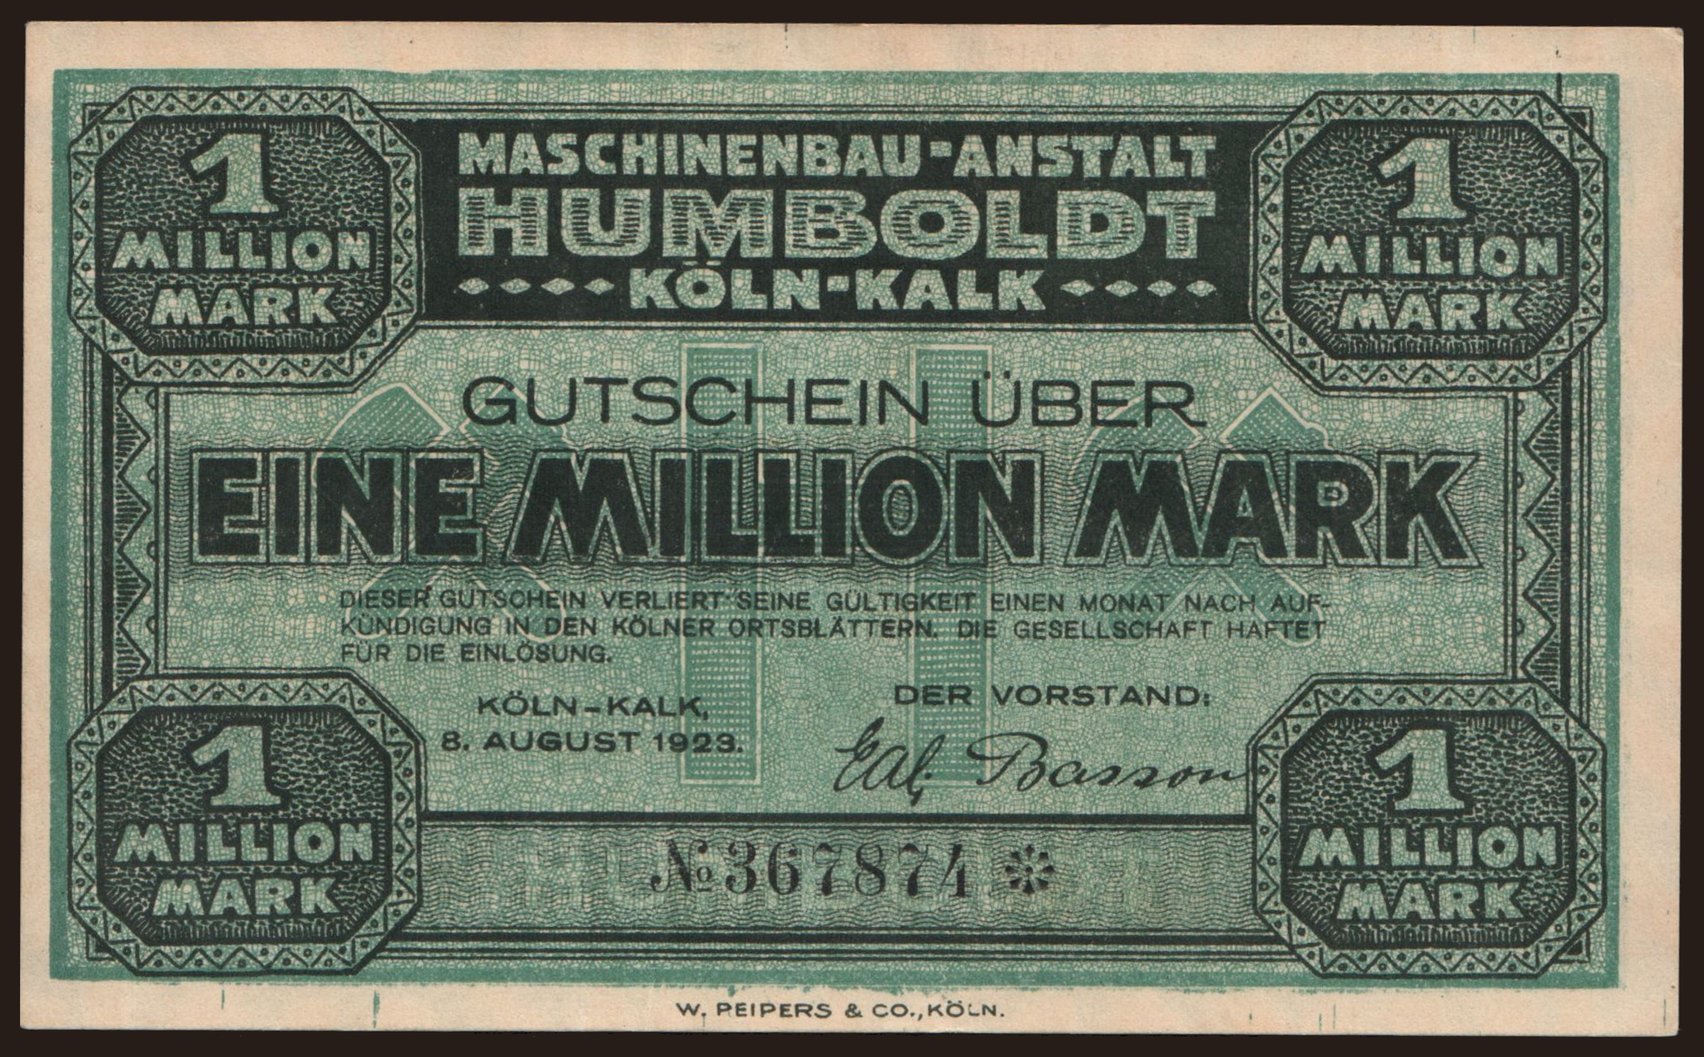 1
MILLION
MARK
MASCHINENBAU-ANSTALT
HUMBOLDT
KÖLN-KALK
1
MILLION
MARK
GUTSCHEIN ÜBER
EINE MILLION MARK
DIESER GUTSCHEIN VERLIERT SEINE GÜLTIGKEIT EINEN MONAT NACH AUF-
KÜNDIGUNG IN DEN KÖLNER ORTSBLÄTTERN. DIE GESELLSCHAFT HAFTET
FÜR DIE EINLÖSUNG.
KÖLN-KALK,
8. AUGUST 1923.
DER VORSTAND:
1
MILLION
MARK
№ 367874
1
MILLION
MARK
W. PEIPERS & CO., KÖLN.